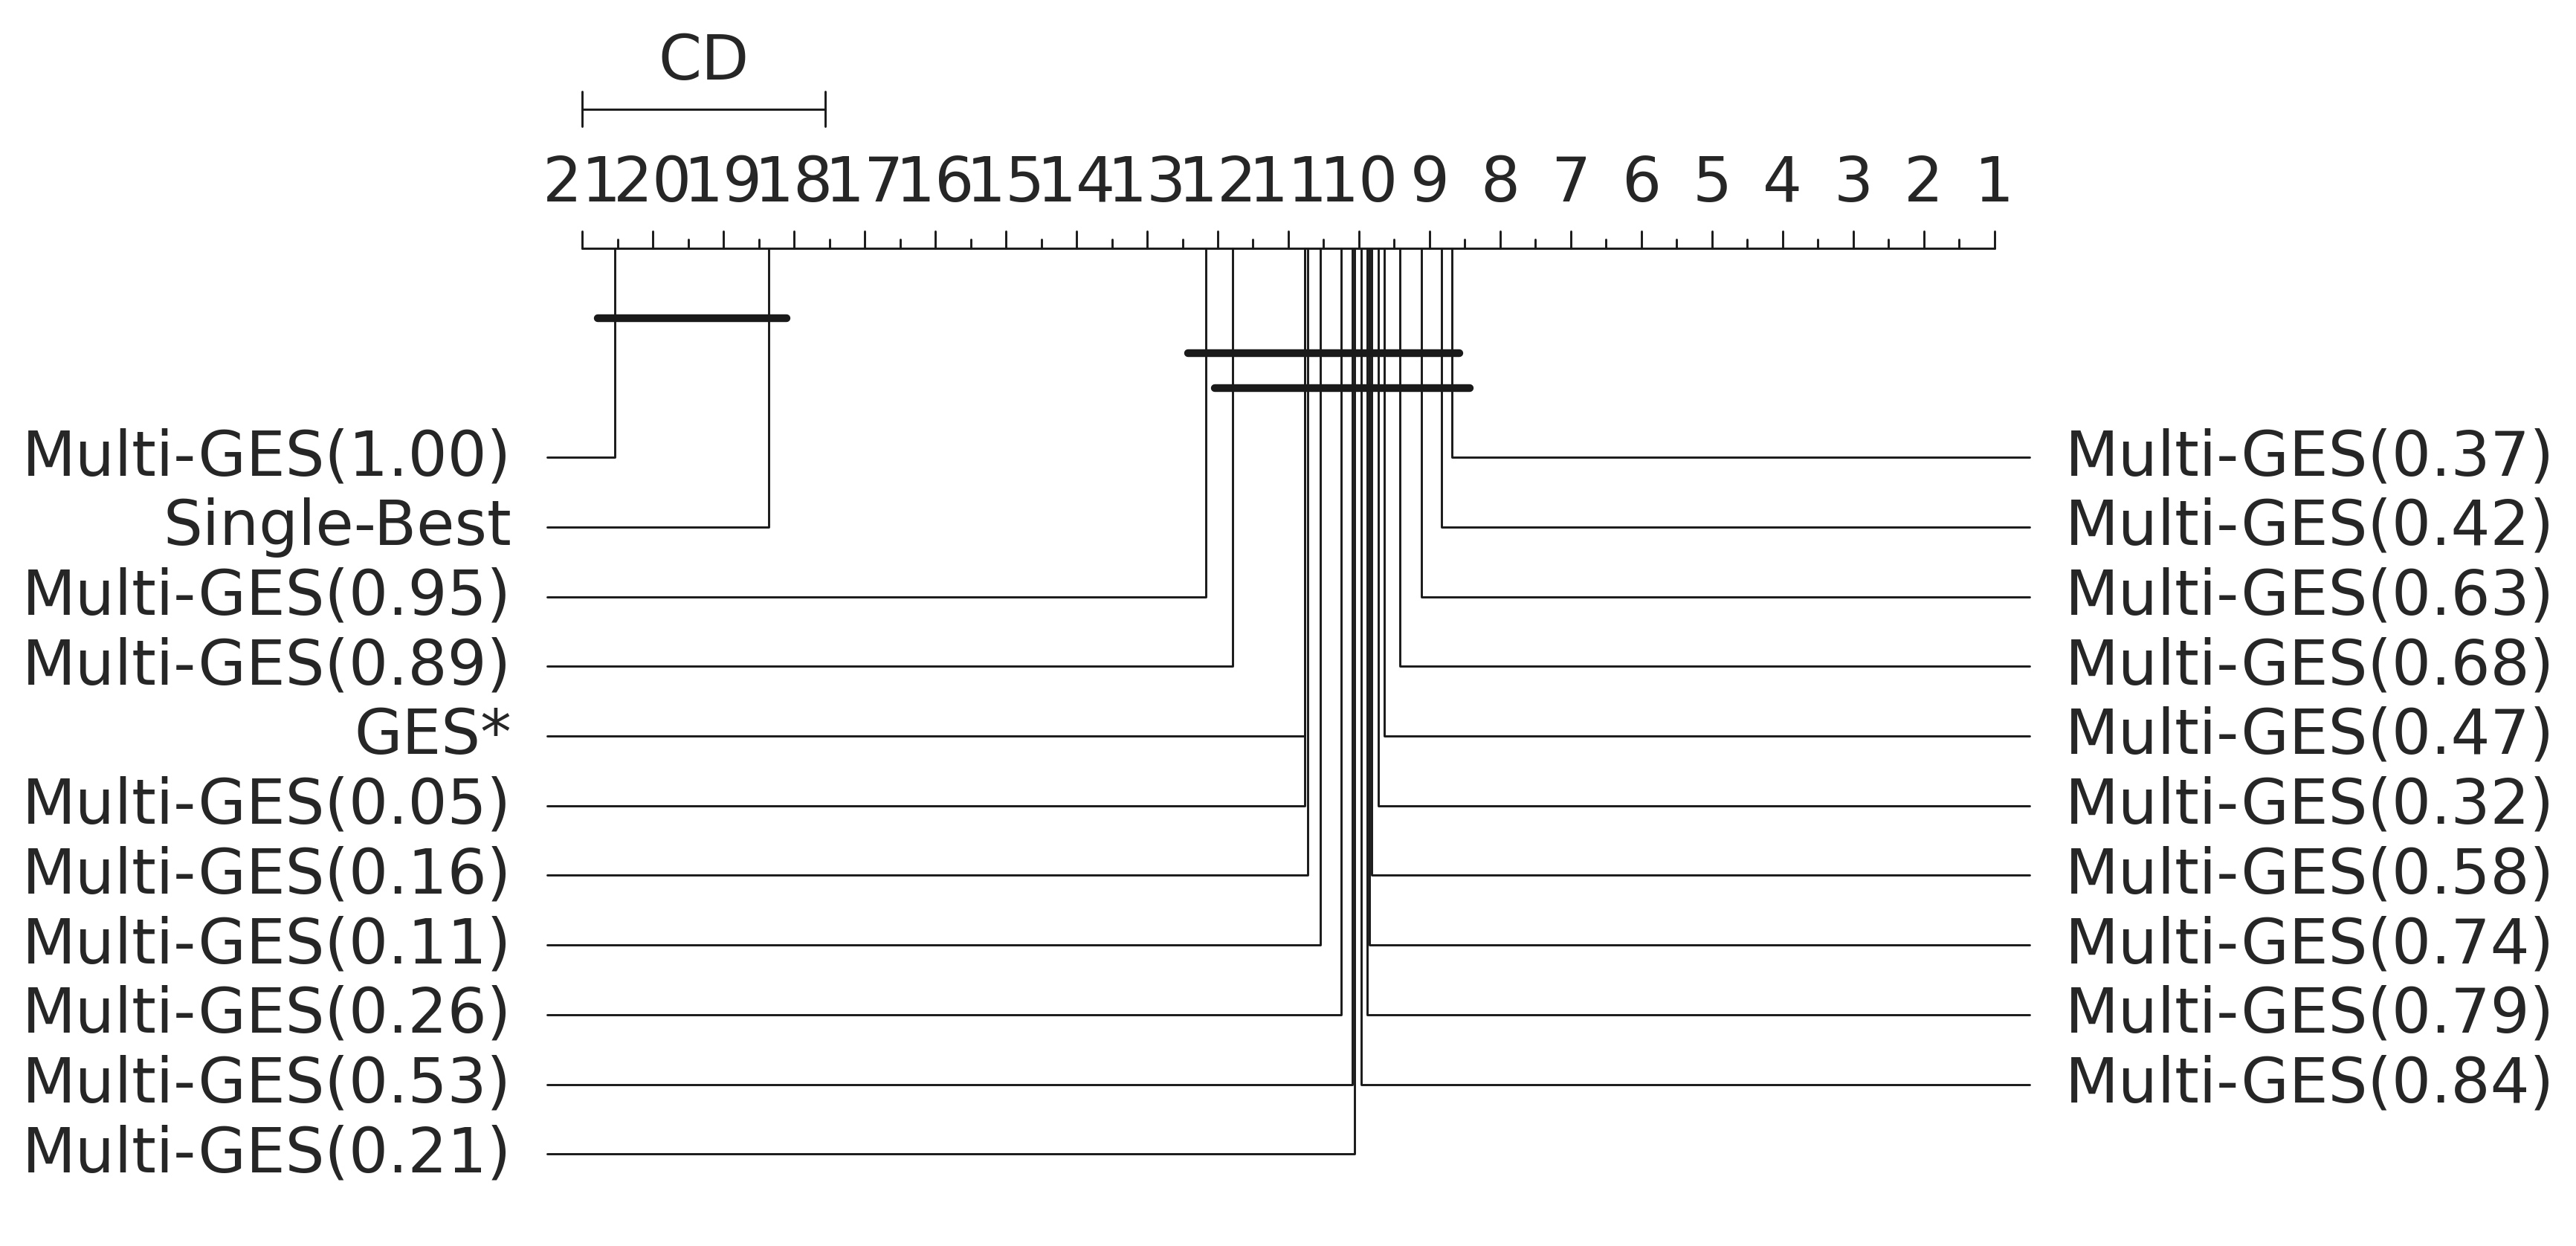 CD
21 20 19 18 17 16 15 14 13 12 11 10 9 8 7 6 5 4 3 2 1
Multi-GES(1.00)
Single-Best
Multi-GES(0.95)
Multi-GES(0.89)
GES*
Multi-GES(0.05)
Multi-GES(0.16)
Multi-GES(0.11)
Multi-GES(0.26)
Multi-GES(0.53)
Multi-GES(0.21)
Multi-GES(0.37)
Multi-GES(0.42)
Multi-GES(0.63)
Multi-GES(0.68)
Multi-GES(0.47)
Multi-GES(0.32)
Multi-GES(0.58)
Multi-GES(0.74)
Multi-GES(0.79)
Multi-GES(0.84)